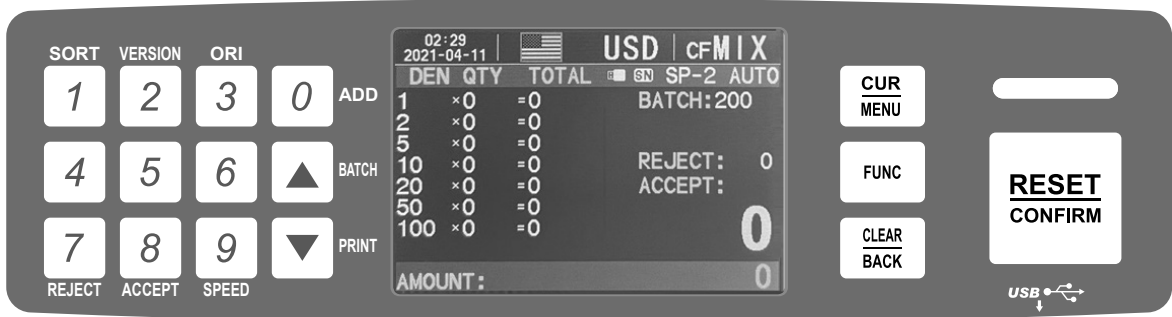 SORT VERSION ORI
1 2 3 0 ADD
4 5 6 ▲ BATCH
7 8 9 ▼ PRINT
REJECT ACCEPT SPEED
02:29
2021-04-11
USD CFMIX
DEN QTY TOTAL SN SP-2 AUTO
1 ×0 =0 BATCH:200
2 ×0 =0
5 ×0 =0
10 ×0 =0 REJECT: 0
20 ×0 =0 ACCEPT:
50 ×0 =0
100 ×0 =0 0
AMOUNT: 0
CUR
MENU
FUNC
CLEAR
BACK
RESET
CONFIRM
USB